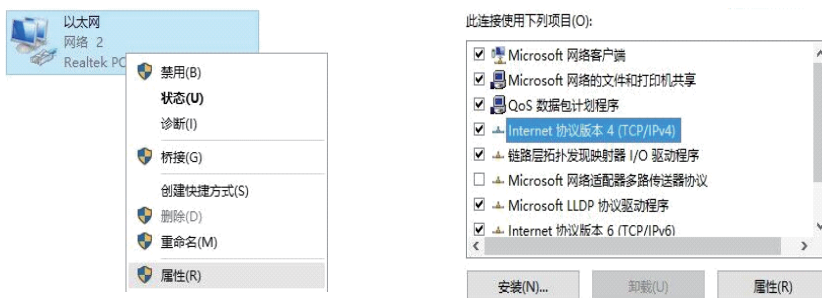 以太网
网络 2
Realtek PC
禁用(B)
状态(U)
诊断(I)
桥接(G)
创建快捷方式(S)
删除(D)
重命名(M)
属性(R)
此连接使用下列项目(O):
Microsoft 网络客户端
Microsoft 网络的文件和打印机共享
QoS 数据包计划程序
Internet 协议版本 4 (TCP/IPv4)
链路层拓扑发现映射器 I/O 驱动程序
Microsoft 网络适配器多路传送器协议
Microsoft LLDP 协议驱动程序
Internet 协议版本 6 (TCP/IPv6)
安装(N)...
卸载(U)
属性(R)